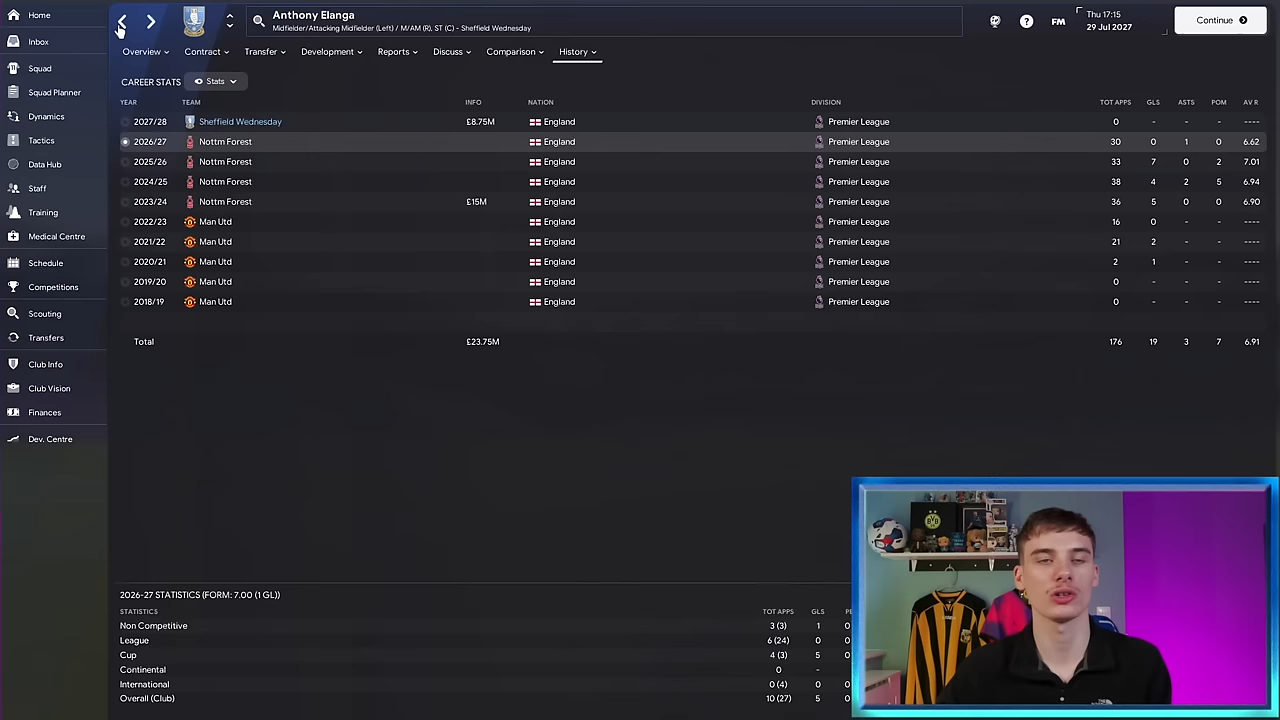 Home
Inbox
Squad
Squad Planner
Dynamics
Tactics
Data Hub
Staff
Training
Medical Centre
Schedule
Competitions
Scouting
Transfers
Club Info
Club Vision
Finances
Dev. Centre
Anthony Elanga
Midfielder/Attacking Midfielder (L and R) / M/AM (R), ST (C) - Sheffield Wednesday
? FM
Thu 17:15
29 Jul 2027
Continue
Overview Contract Transfer Development Reports Discuss Comparison History
CAREER STATS Stats
YEAR TEAM INFO NATION DIVISION TOT APPS GLS ASTS POM AV R
2027/28 Sheffield Wednesday £8.75M England Premier League 0 - - - ----
2026/27 Nottm Forest England Premier League 30 0 1 0 6.62
2025/26 Nottm Forest England Premier League 33 7 0 2 7.01
2024/25 Nottm Forest England Premier League 38 4 2 5 6.94
2023/24 Nottm Forest £15M England Premier League 36 5 0 0 6.90
2022/23 Man Utd England Premier League 16 0 - - ----
2021/22 Man Utd England Premier League 21 2 - - ----
2020/21 Man Utd England Premier League 2 1 - - ----
2019/20 Man Utd England Premier League 0 - - - ----
2018/19 Man Utd England Premier League 0 - - - ----
Total £23.75M 176 19 3 7 6.91
2026-27 STATISTICS (FORM: 7.00 (1 GL))
STATISTICS TOT APPS GLS
Non Competitive 3 (3) 1 0
League 6 (24) 0 0
Cup 4 (3) 5 0
Continental 0 -
International 0 (4) 0 0
Overall (Club) 10 (27) 5 0
BVB